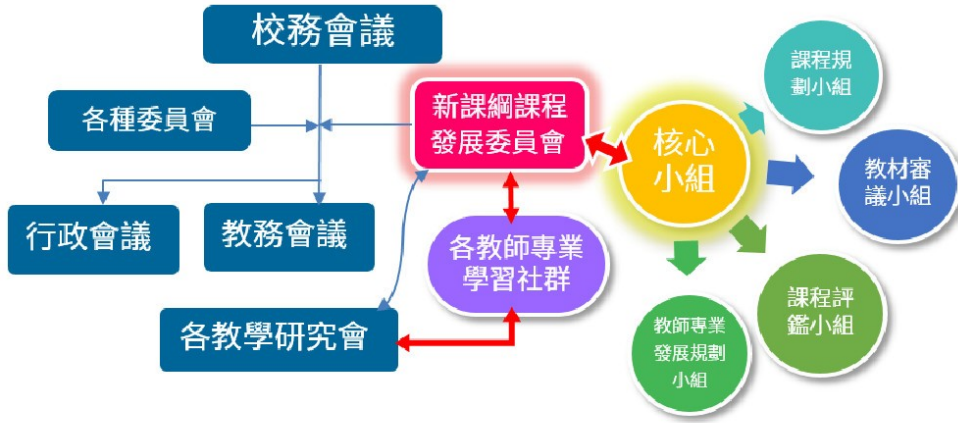 校務會議
各種委員會
新課綱課程
發展委員會
核心
小組
課程規
劃小組
教材審
議小組
行政會議
教務會議
各教師專業
學習社群
課程評
鑑小組
各教學研究會
教師專業
發展規劃
小組